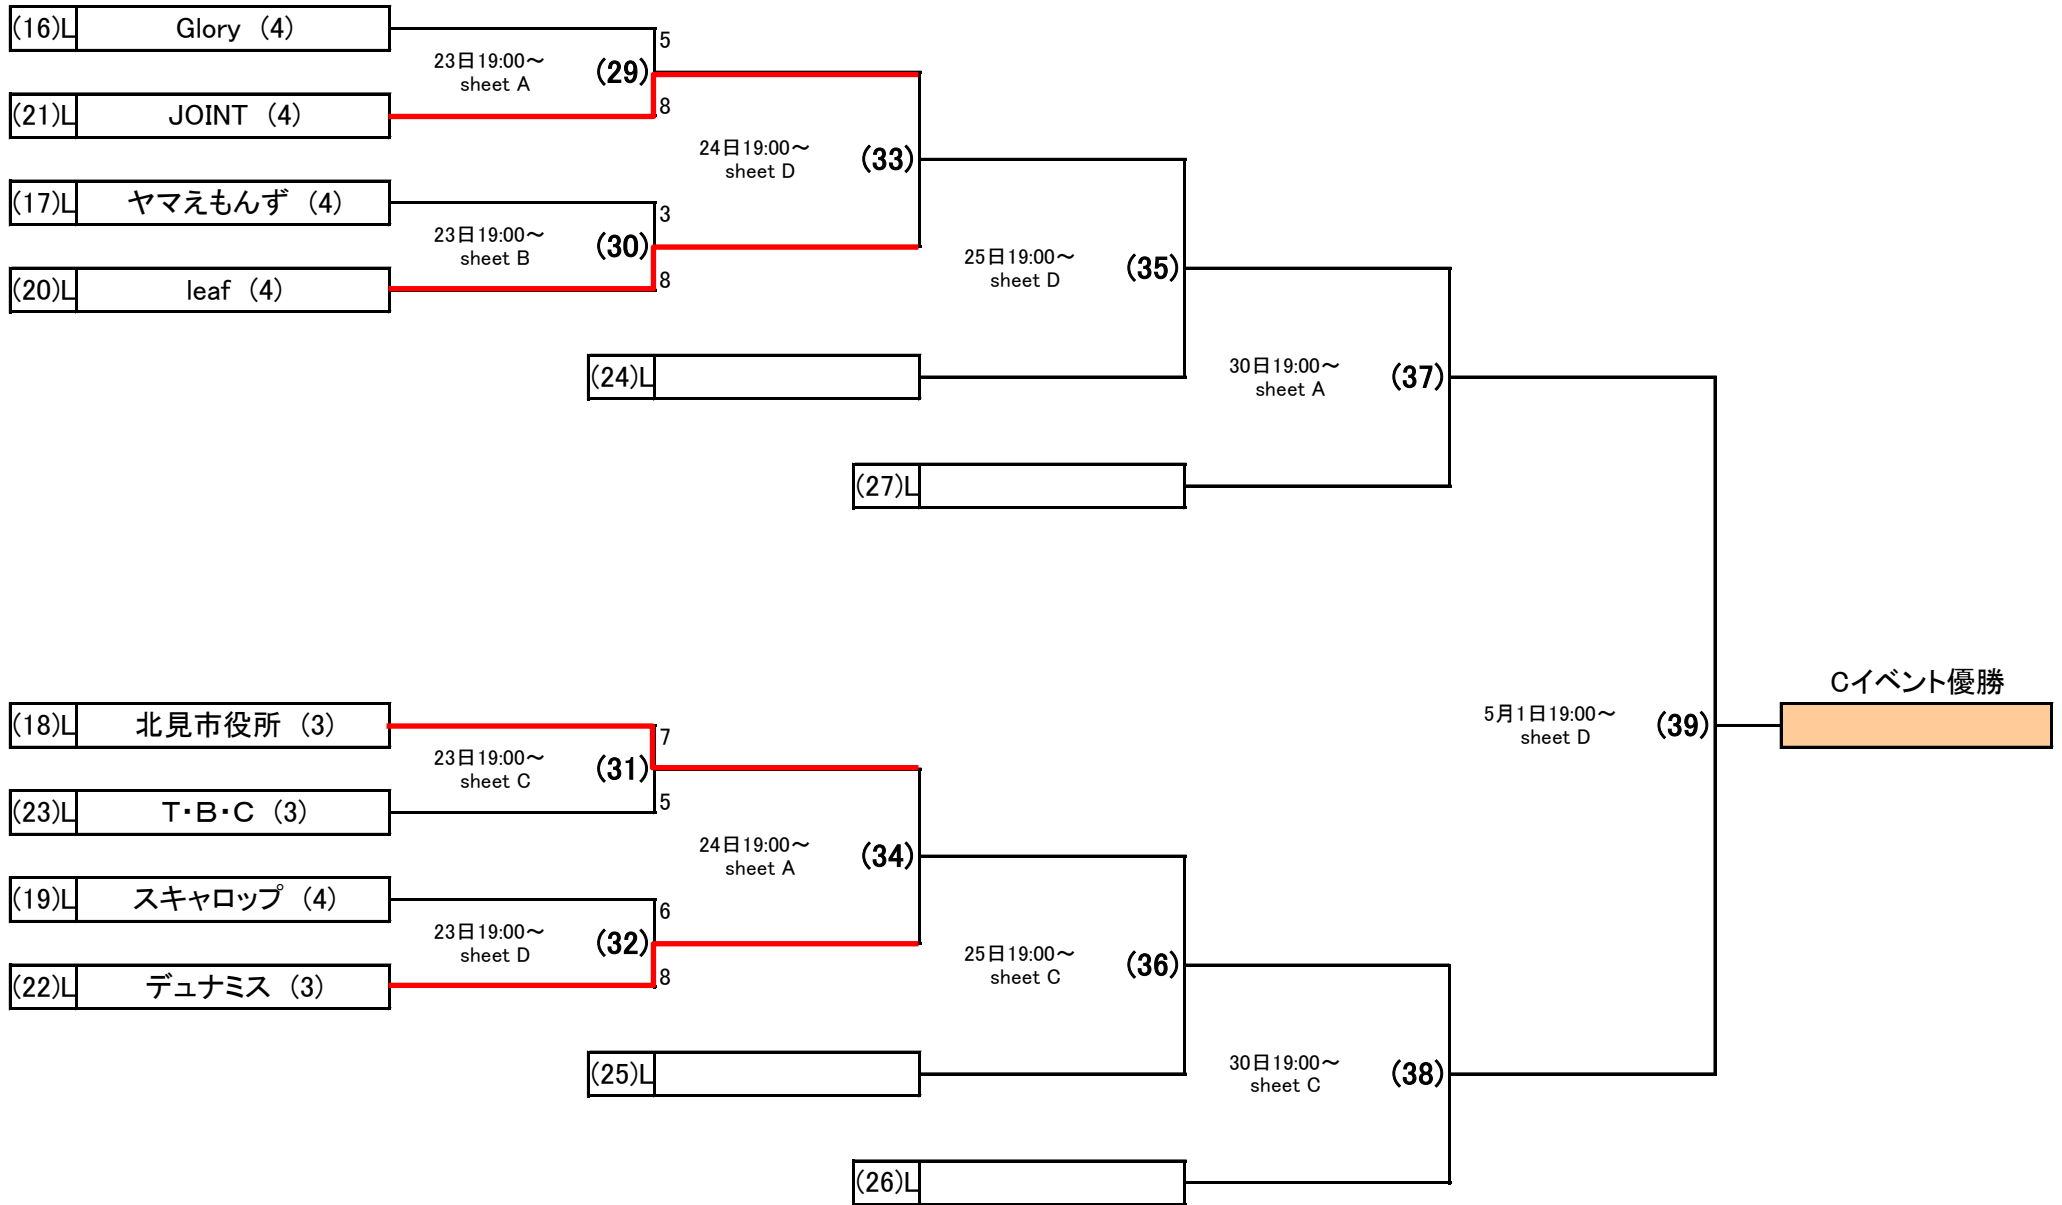 (16)L Glory (4)
5
23日19:00～
sheet A
(29)
(21)L JOINT (4)
8
24日19:00～
sheet D
(33)
(17)L ヤマえもんず (4)
3
23日19:00～
sheet B
(30)
(20)L leaf (4)
8
25日19:00～
sheet D
(35)
(24)L
30日19:00～
sheet A
(37)
(27)L
Cイベント優勝
5月1日19:00～
sheet D
(39)
(18)L 北見市役所 (3)
7
23日19:00～
sheet C
(31)
(23)L T・B・C (3)
5
24日19:00～
sheet A
(34)
(19)L スキャロップ (4)
6
23日19:00～
sheet D
(32)
(22)L デュナミス (3)
8
25日19:00～
sheet C
(36)
(25)L
30日19:00～
sheet C
(38)
(26)L